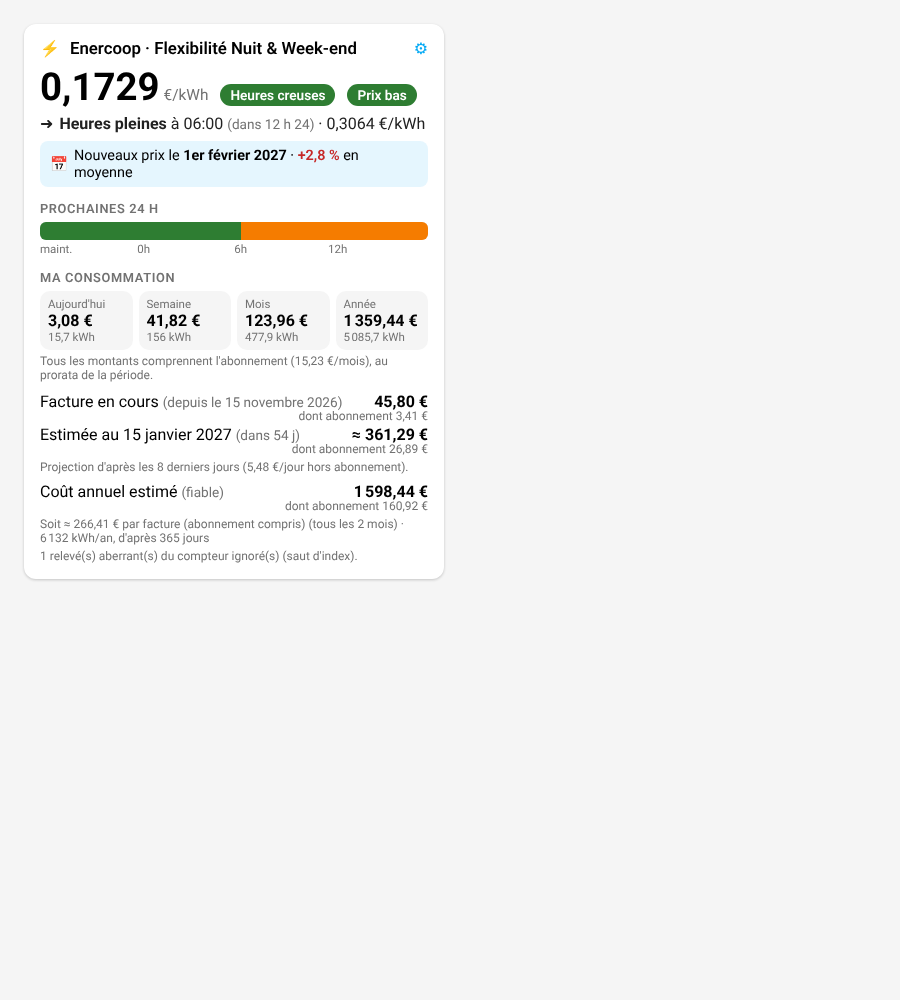 ⚡ Enercoop · Flexibilité Nuit & Week-end ⚙
0,1729 €/kWh Heures creuses Prix bas
➜ Heures pleines à 06:00 (dans 12 h 24) · 0,3064 €/kWh
📅 Nouveaux prix le 1er février 2027 · +2,8 % en
moyenne
PROCHAINES 24 H
maint. 0h 6h 12h
MA CONSOMMATION
Aujourd'hui Semaine Mois Année
3,08 € 41,82 € 123,96 € 1 359,44 €
15,7 kWh 156 kWh 477,9 kWh 5 085,7 kWh
Tous les montants comprennent l'abonnement (15,23 €/mois), au
prorata de la période.
Facture en cours (depuis le 15 novembre 2026) 45,80 €
dont abonnement 3,41 €
Estimée au 15 janvier 2027 (dans 54 j) ≈ 361,29 €
dont abonnement 26,89 €
Projection d'après les 8 derniers jours (5,48 €/jour hors abonnement).
Coût annuel estimé (fiable) 1 598,44 €
dont abonnement 160,92 €
Soit ≈ 266,41 € par facture (abonnement compris) (tous les 2 mois) ·
6 132 kWh/an, d'après 365 jours
1 relevé(s) aberrant(s) du compteur ignoré(s) (saut d'index).